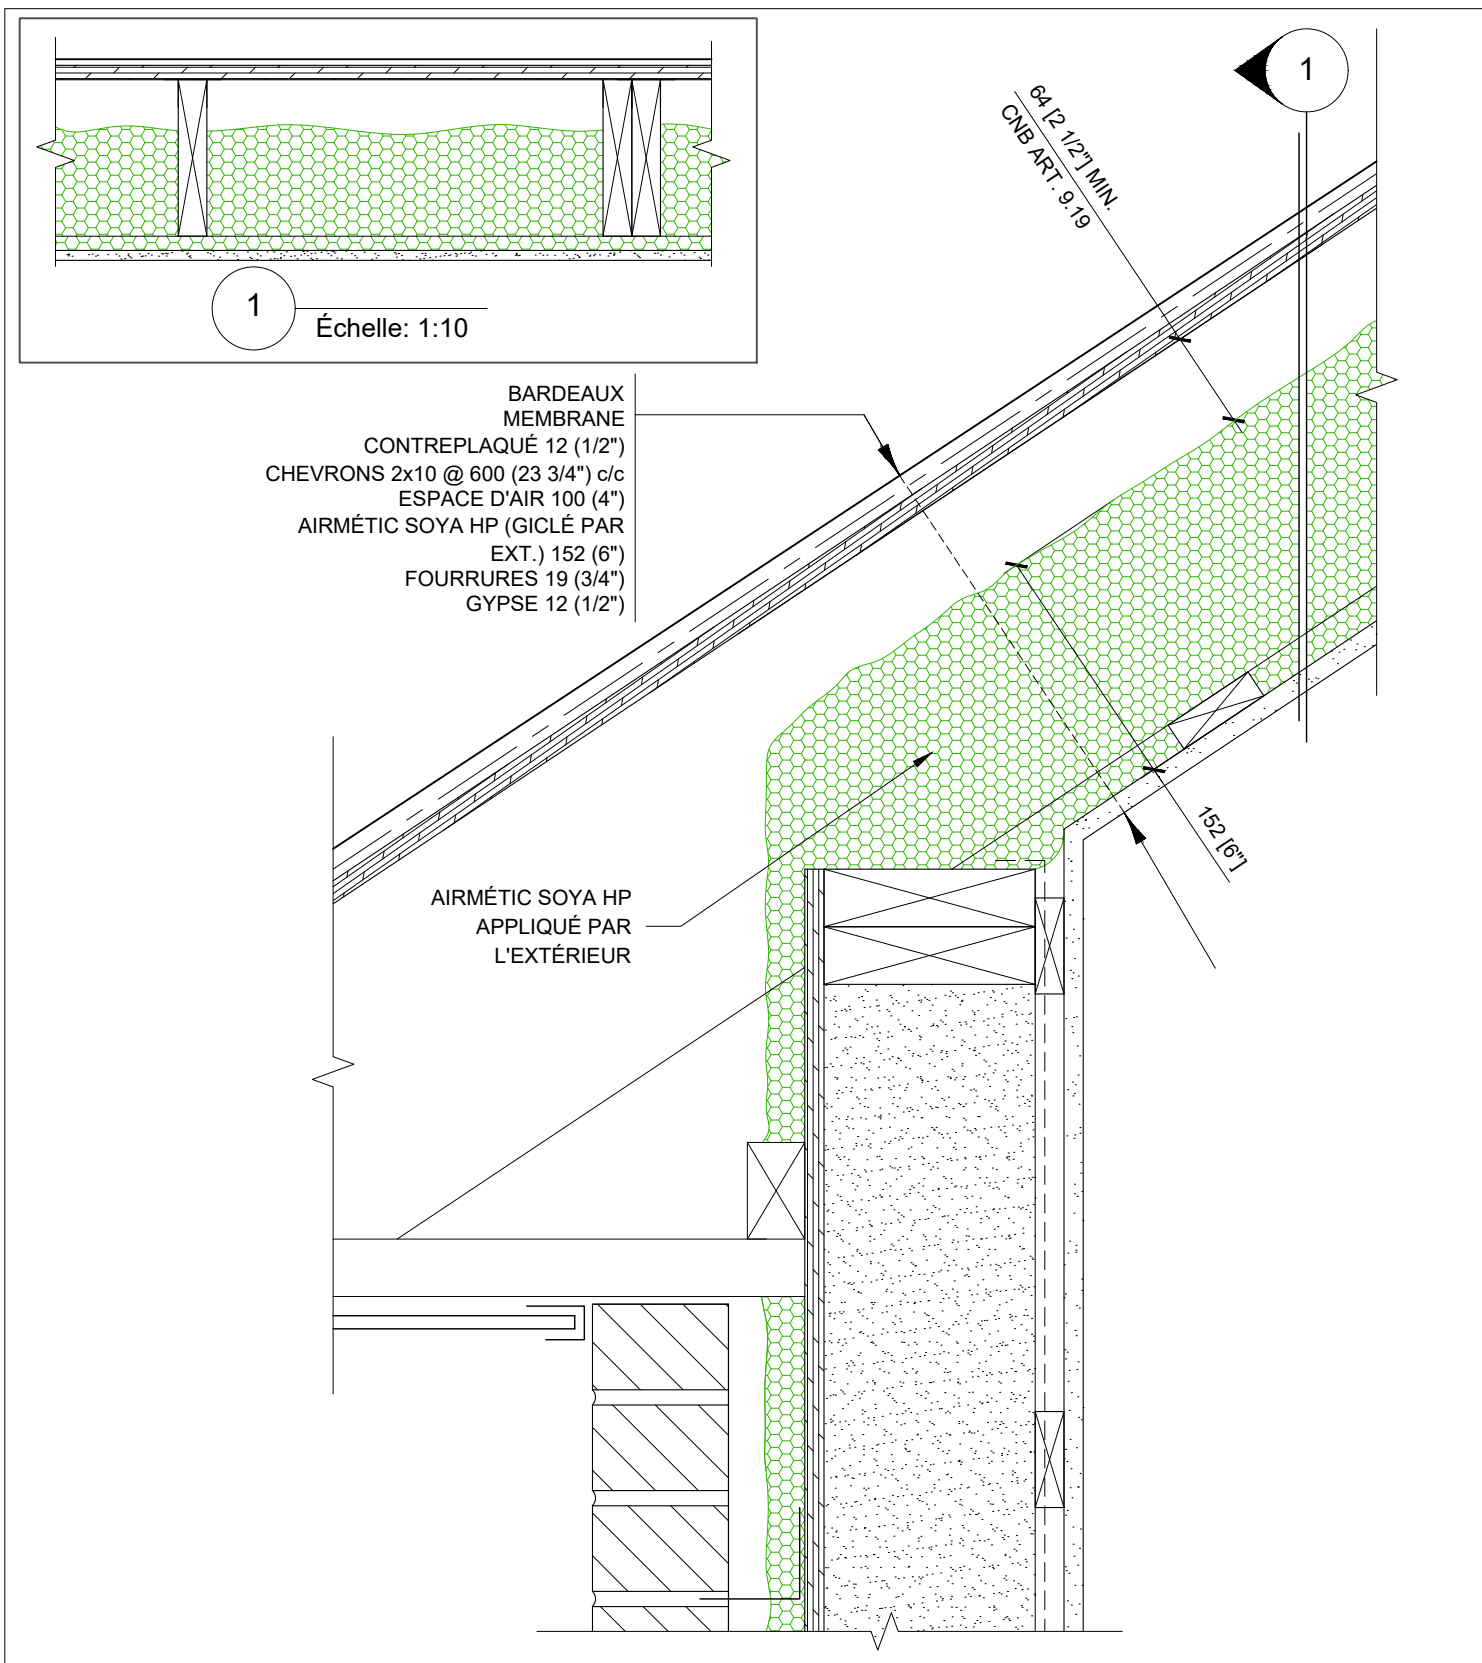 1
Échelle: 1:10
1
64 [2 1/2"] MIN.
CNB ART. 9.19
BARDEAUX
MEMBRANE
CONTREPLAQUÉ 12 (1/2")
CHEVRONS 2x10 @ 600 (23 3/4") c/c
ESPACE D'AIR 100 (4")
AIRMÉTIC SOYA HP (GICLÉ PAR
EXT.) 152 (6")
FOURRURES 19 (3/4")
GYPSE 12 (1/2")
152 [6"]
AIRMÉTIC SOYA HP
APPLIQUÉ PAR
L'EXTÉRIEUR